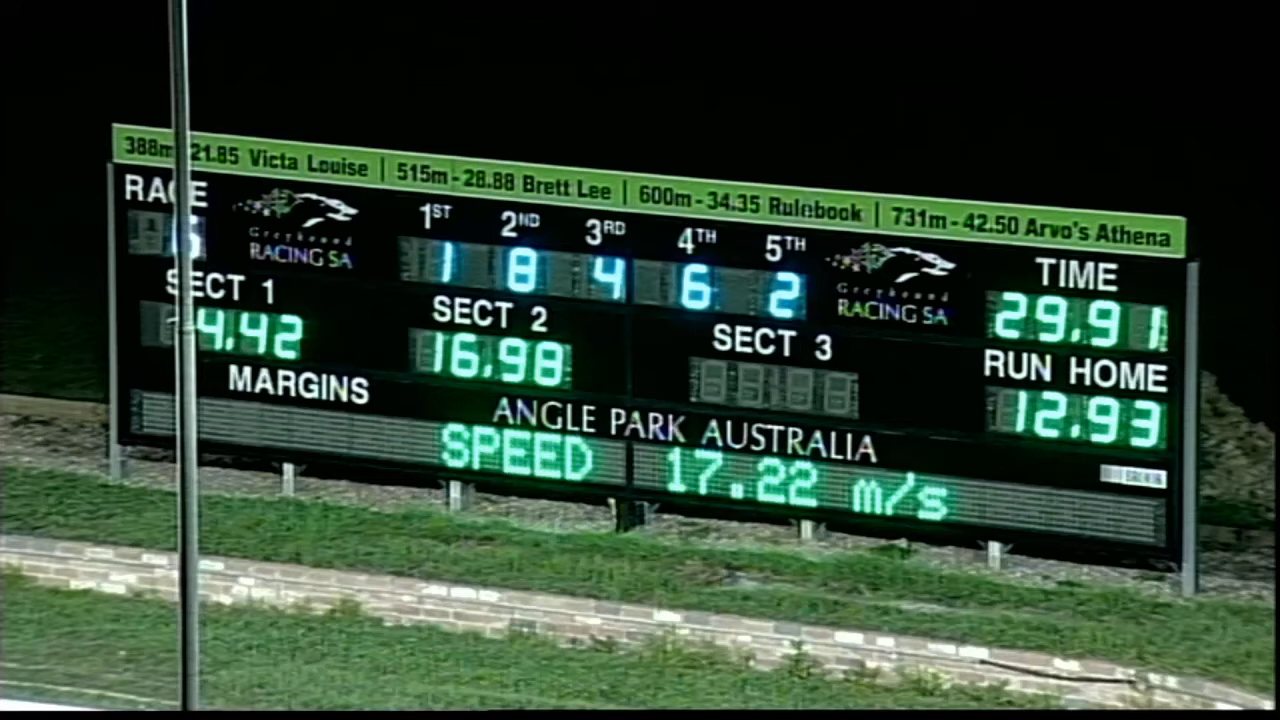 388m 21.85 Victa Louise | 515m - 28.88 Brett Lee | 600m - 34.35 Rulebook | 731m - 42.50 Arvo's Athena
RACE 1ST 2ND 3RD 4TH 5TH
6 1 8 4 6 2
Greyhound RACING SA
Greyhound RACING SA
TIME
29.91
SECT 1 SECT 2 SECT 3 RUN HOME
4.42 16.98 12.93
MARGINS
ANGLE PARK AUSTRALIA
SPEED 17.22 m/s